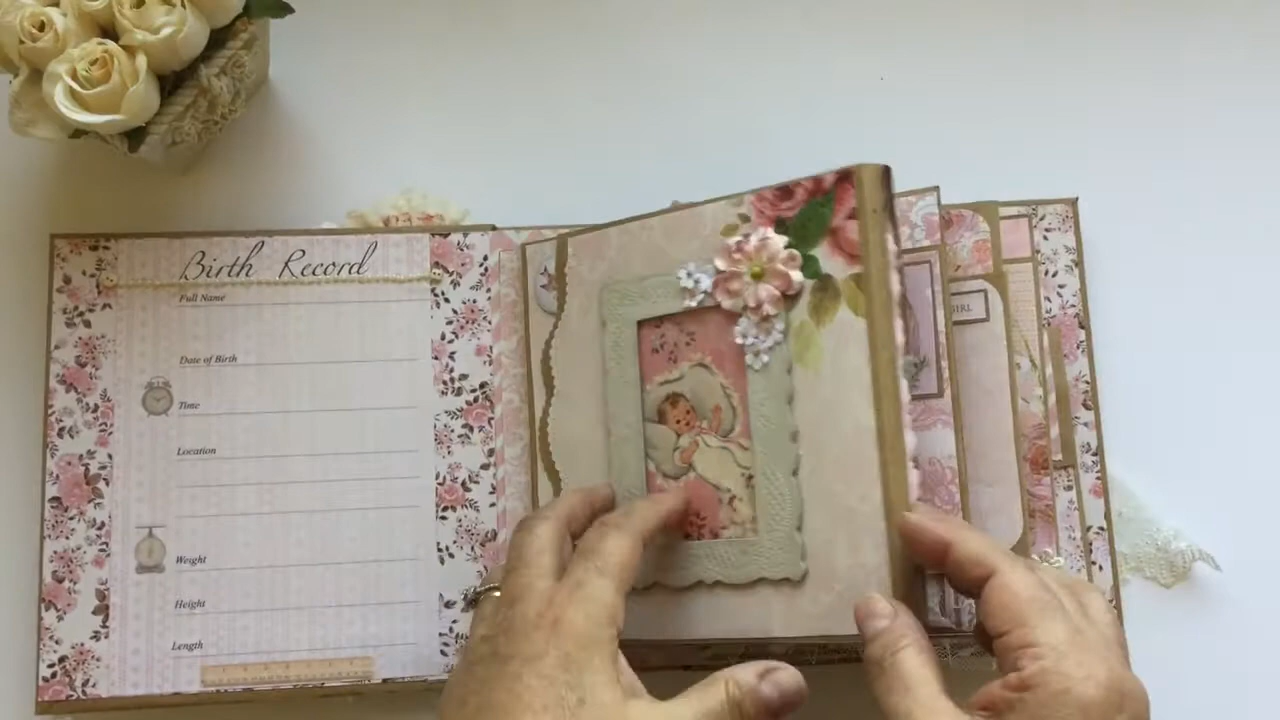 Birth Record
Full Name
Date of Birth
Time
Location
Weight
Height
Length
GIRL